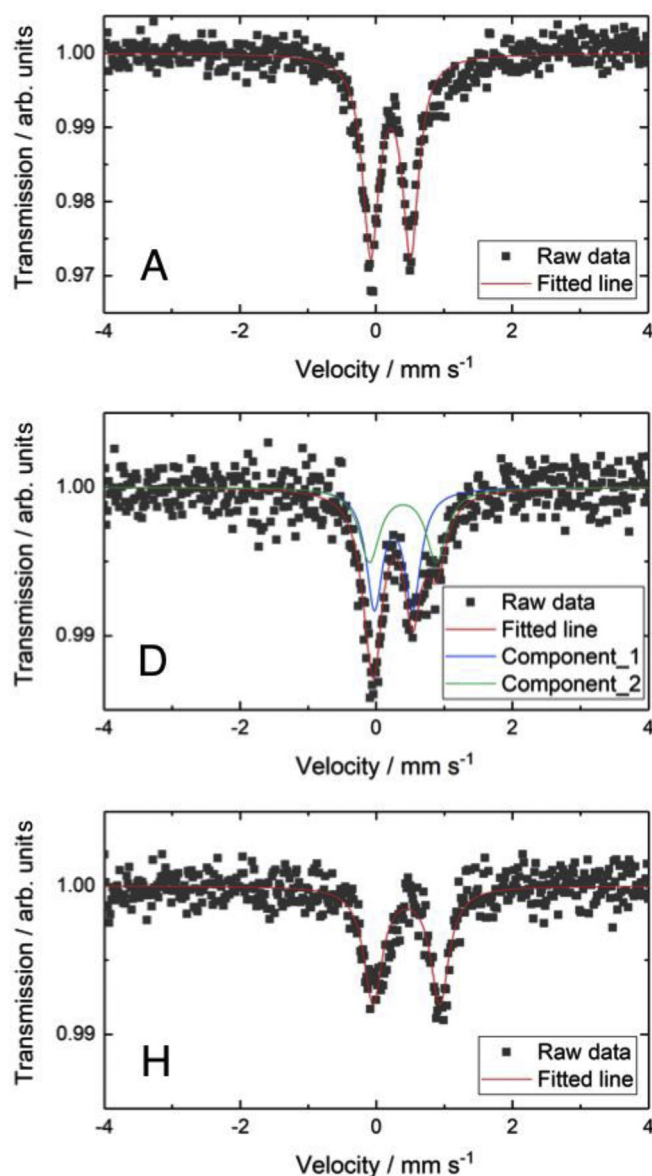 Transmission / arb. units
1.00
0.99
0.98
0.97
A
Raw data
Fitted line
-4
-2
0
2
4
Velocity / mm s-1
Transmission / arb. units
1.00
0.99
D
Raw data
Fitted line
Component_1
Component_2
-4
-2
0
2
4
Velocity / mm s-1
Transmission / arb. units
1.00
0.99
H
Raw data
Fitted line
-4
-2
0
2
4
Velocity / mm s-1